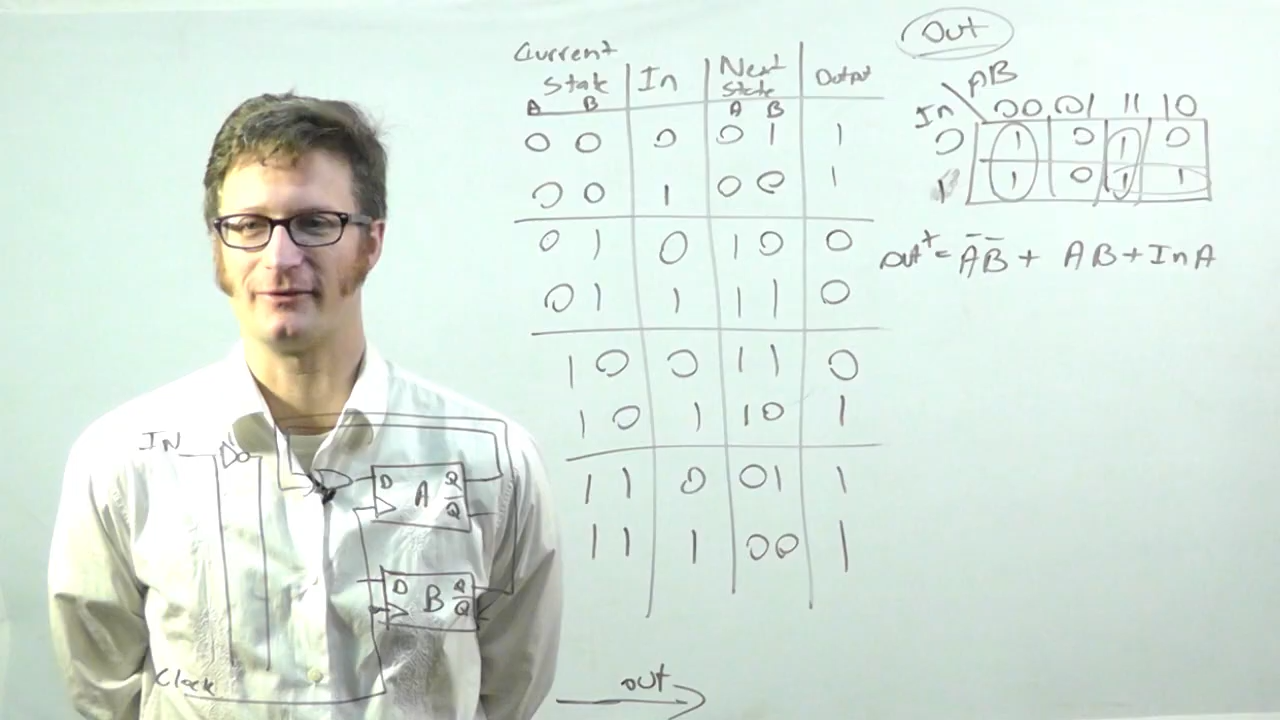 Current State | In | Next State | Output
A B | | A B |
0 0 | 0 | 0 1 | 1
0 0 | 1 | 0 0 | 1
0 1 | 0 | 1 0 | 0
0 1 | 1 | 1 1 | 0
1 0 | 0 | 1 1 | 0
1 0 | 1 | 1 0 | 1
1 1 | 0 | 0 1 | 1
1 1 | 1 | 0 0 | 1
Out
In \ AB
00 01 11 10
0 1 0 1 0
1 1 0 1 1
Out⁺ = A̅B̅ + AB + In A
IN
D A Q
Q̅
D B Q
Q̅
Clock
out